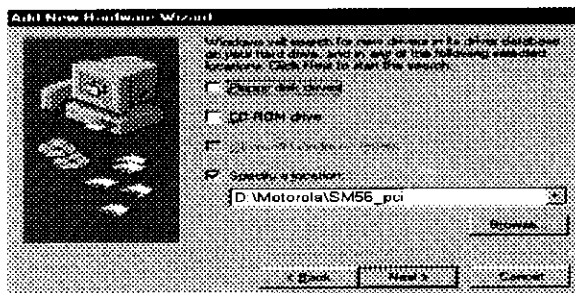 Add New Hardware Wizard
Windows will search for new drivers in its driver database
on your hard drive, and in any of the following selected
locations. Click Next to start the search.
Floppy disk drives
CD-ROM drive
Specify a location:
D:\Motorola\SM56_pci
Browse...
< Back
Next >
Cancel